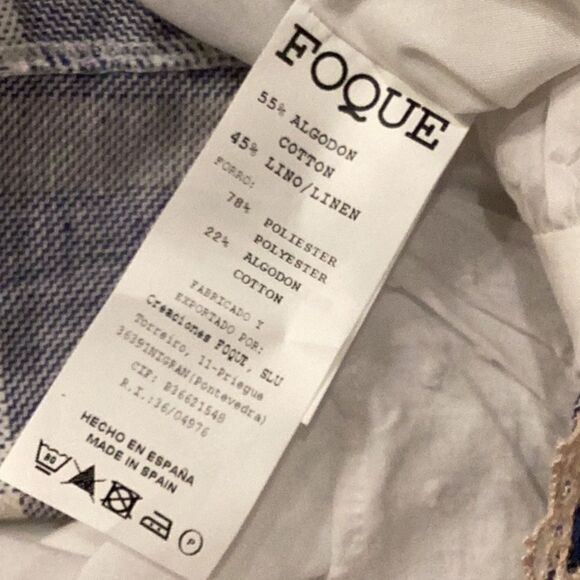 FOQUE
55% ALGODON
COTTON
45% LINO/LINEN
FORRO:
78% POLIESTER
POLYESTER
22% ALGODON
COTTON
FABRICADO Y
EXPORTADO POR:
Creaciones FOQUE, SLU
Torreiro, 11-Priegue
36391NIGRAN(Pontevedra)
CIF: B36621548
R.I.:36/04976
HECHO EN ESPAÑA
MADE IN SPAIN
P